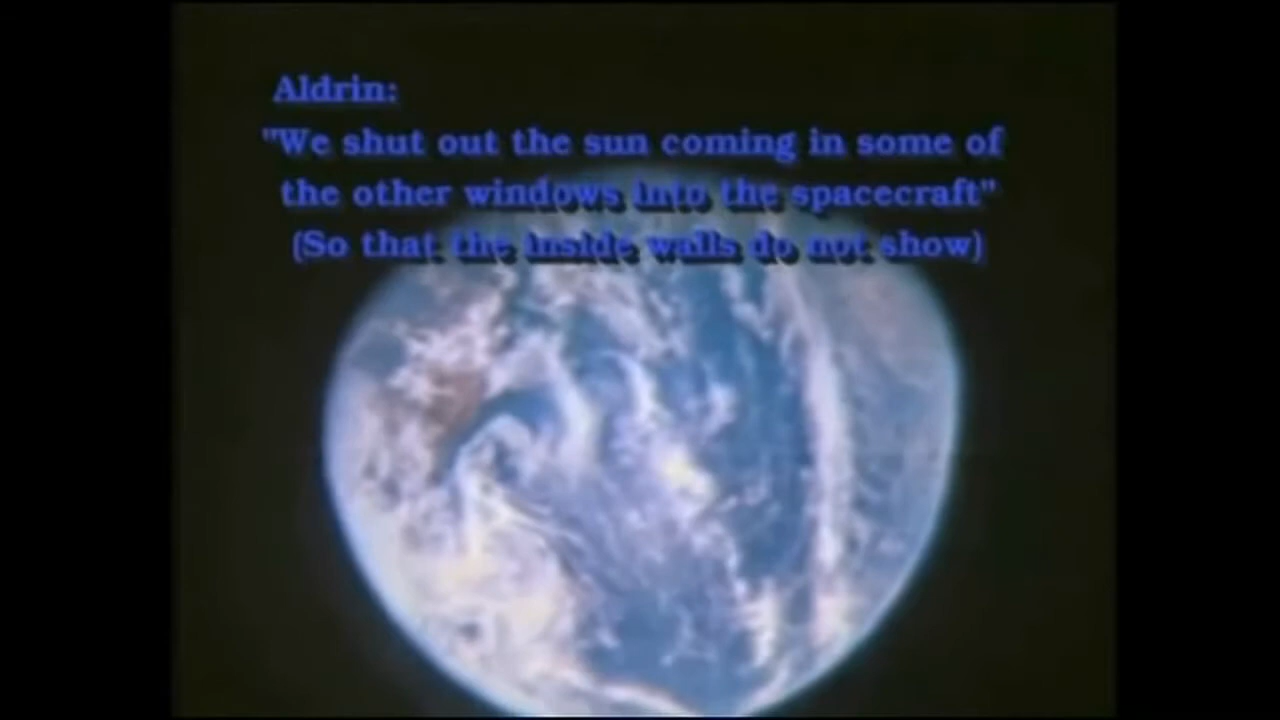 Aldrin:
"We shut out the sun coming in some of
the other windows into the spacecraft"
(So that the inside walls do not show)